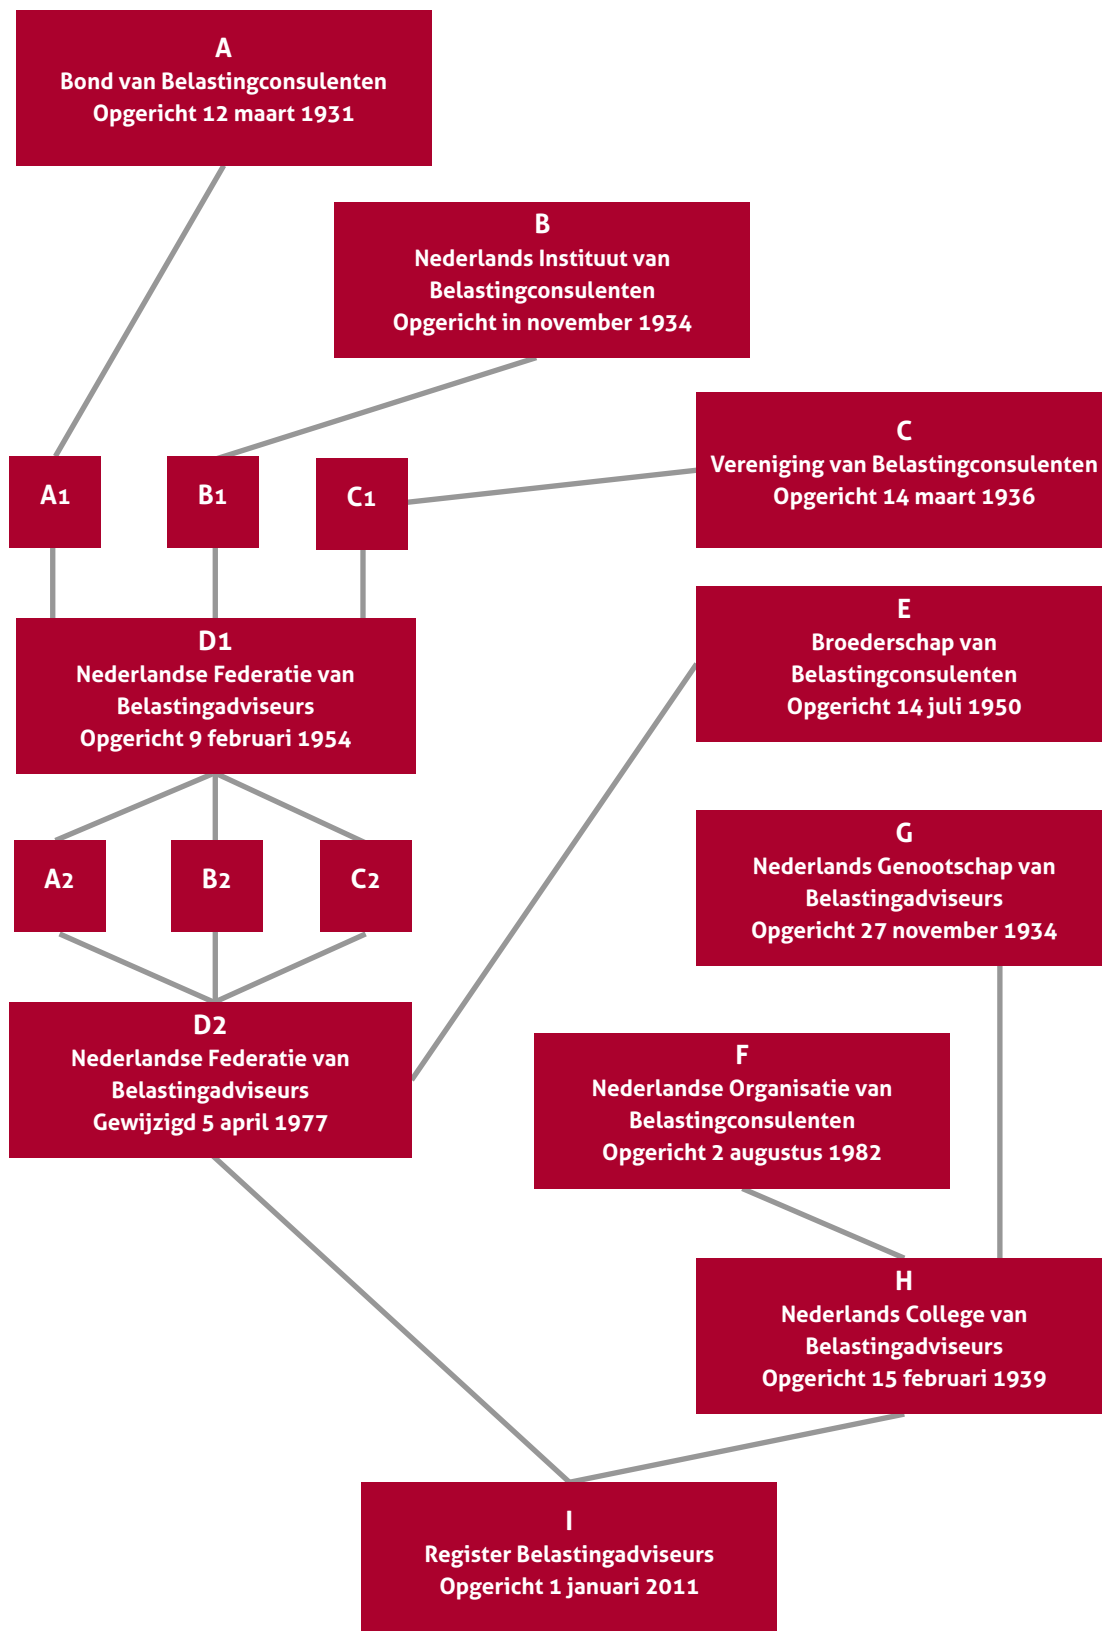 A
Bond van Belastingconsulenten
Opgericht 12 maart 1931
B
Nederlands Instituut van
Belastingconsulenten
Opgericht in november 1934
C
Vereniging van Belastingconsulenten
Opgericht 14 maart 1936
A1
B1
C1
D1
Nederlandse Federatie van
Belastingadviseurs
Opgericht 9 februari 1954
E
Broederschap van
Belastingconsulenten
Opgericht 14 juli 1950
A2
B2
C2
G
Nederlands Genootschap van
Belastingadviseurs
Opgericht 27 november 1934
D2
Nederlandse Federatie van
Belastingadviseurs
Gewijzigd 5 april 1977
F
Nederlandse Organisatie van
Belastingconsulenten
Opgericht 2 augustus 1982
H
Nederlands College van
Belastingadviseurs
Opgericht 15 februari 1939
I
Register Belastingadviseurs
Opgericht 1 januari 2011